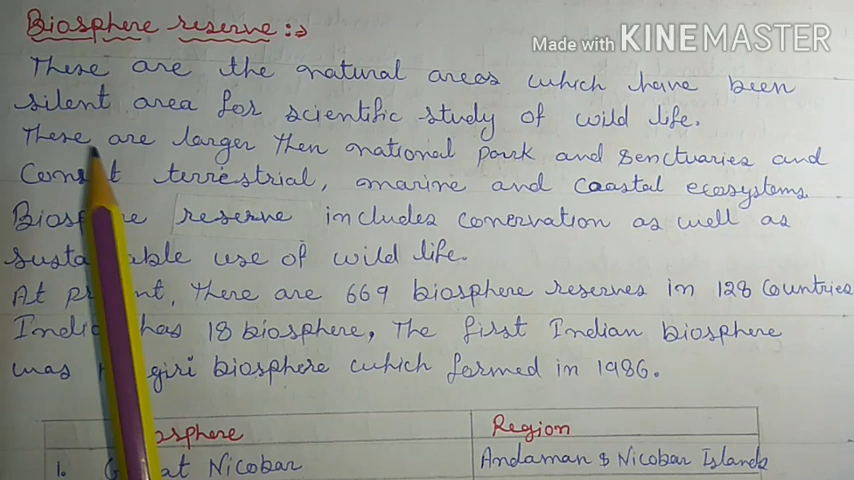 Biosphere reserve :→
Made with KINEMASTER
These are the natural areas which have been
silent area for scientific study of wild life.
These are larger then national park and senctuaries and
terrestrial, marine and coastal ecosystems.
reserve includes conervation as well as
use of wild life.
At there are 669 biosphere reserves in 128 countries
has 18 biosphere, The first Indian biosphere
was biosphere which formed in 1986.
Region
1. Nicobar
Andaman & Nicobar Islands